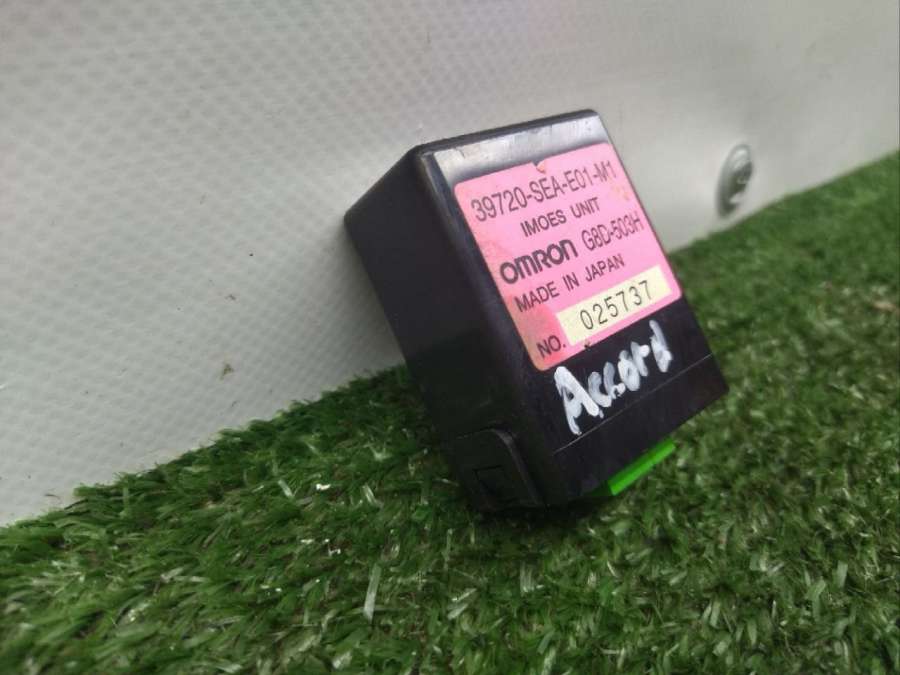 39720-SEA-E01-M1
IMOES UNIT
OMRON G8D-503H
MADE IN JAPAN
NO. 025737
Accord